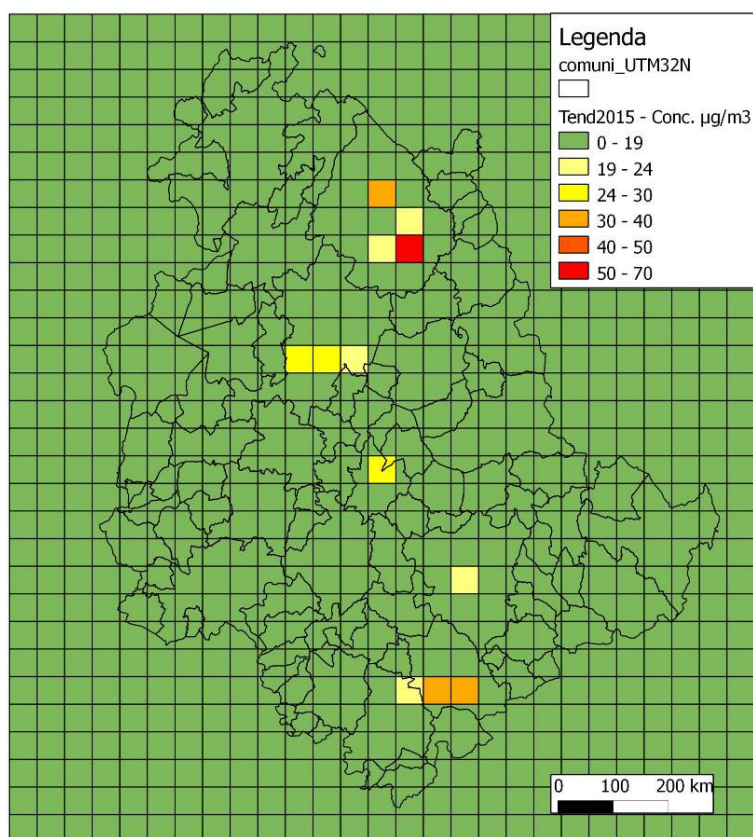 Legenda
comuni_UTM32N
Tend2015 - Conc. µg/m3
0 - 19
19 - 24
24 - 30
30 - 40
40 - 50
50 - 70
0 100 200 km